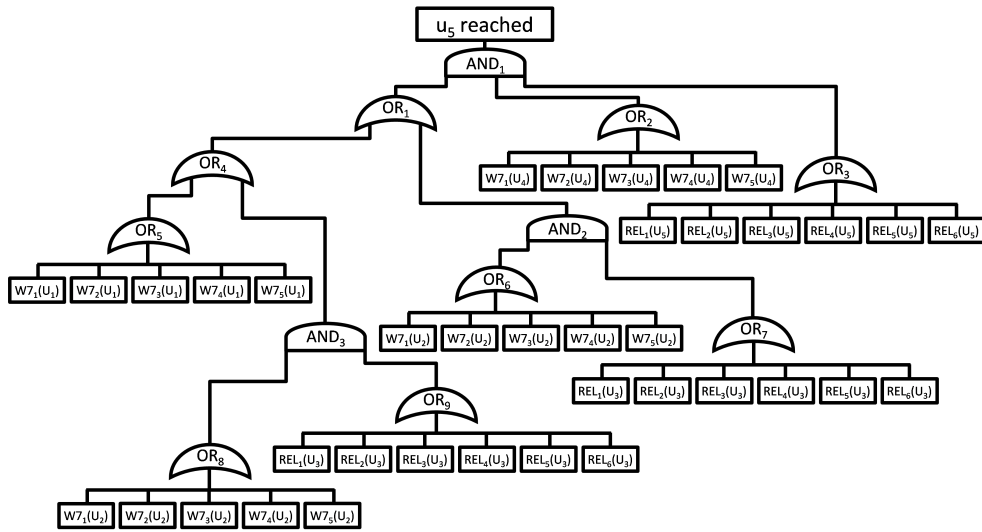 u5 reached
AND1
OR1
OR2
OR4
OR3
W71(U4) W72(U4) W73(U4) W74(U4) W75(U4)
REL1(U5) REL2(U5) REL3(U5) REL4(U5) REL5(U5) REL6(U5)
OR5
AND2
W71(U1) W72(U1) W73(U1) W74(U1) W75(U1)
OR6
AND3
W71(U2) W72(U2) W73(U2) W74(U2) W75(U2)
OR7
REL1(U3) REL2(U3) REL3(U3) REL4(U3) REL5(U3) REL6(U3)
OR9
OR8
REL1(U3) REL2(U3) REL3(U3) REL4(U3) REL5(U3) REL6(U3)
W71(U2) W72(U2) W73(U2) W74(U2) W75(U2)